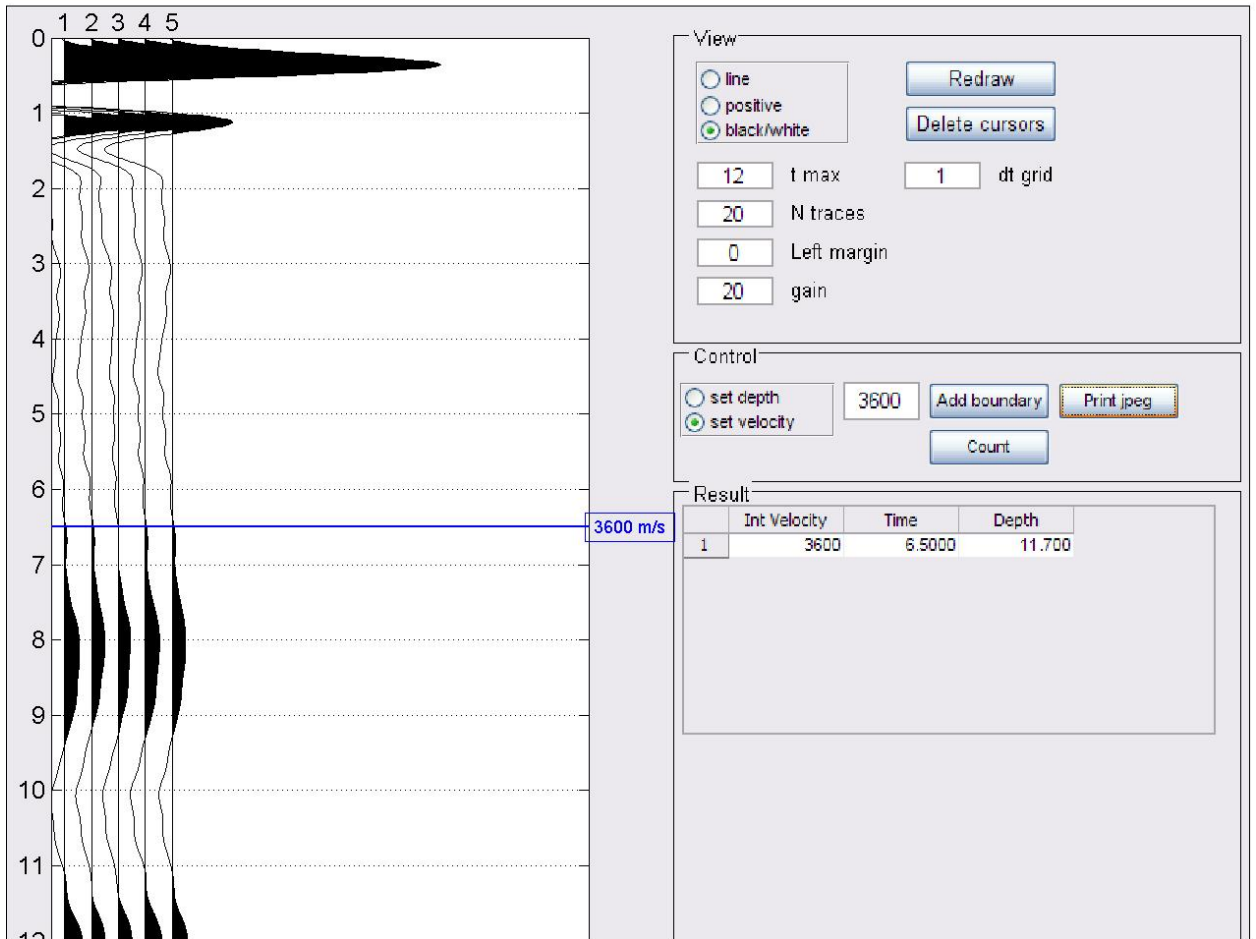 1 2 3 4 5
0
1
2
3
4
5
6
7
8
9
10
11
12
3600 m/s
View
line
positive
black/white
Redraw
Delete cursors
12 t max 1 dt grid
20 N traces
0 Left margin
20 gain
Control
set depth
set velocity
3600
Add boundary
Print jpeg
Count
Result
Int Velocity Time Depth
1 3600 6.5000 11.700